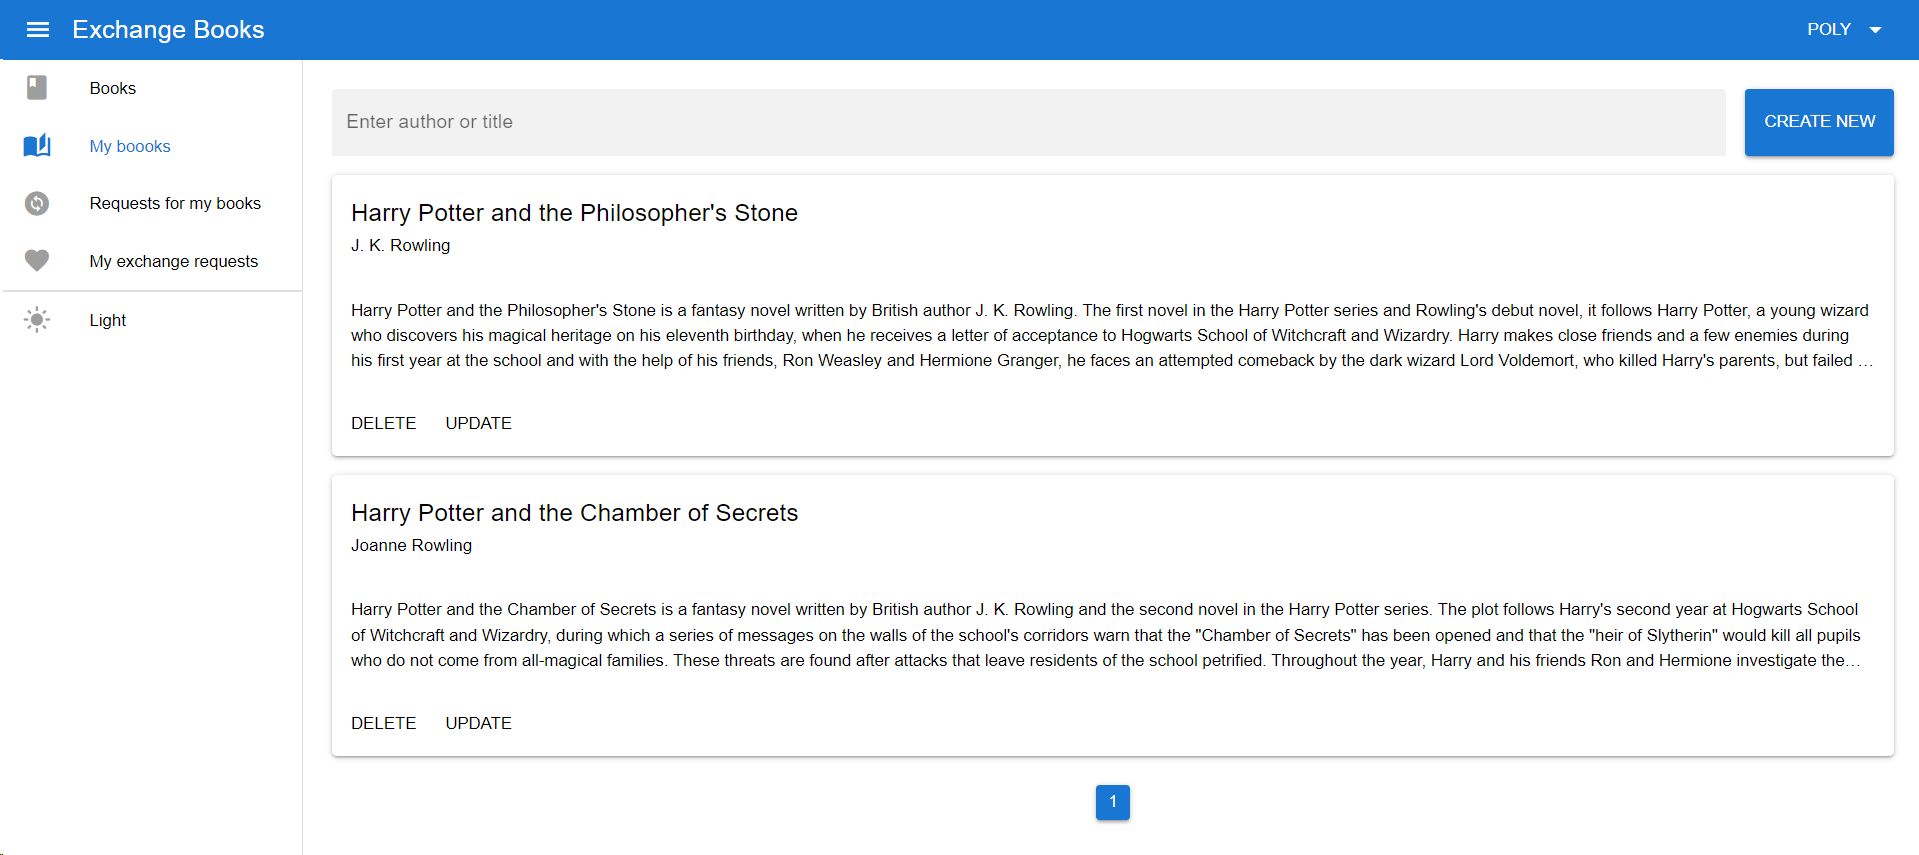 Exchange Books
POLY
Books
My boooks
Requests for my books
My exchange requests
Light
Enter author or title
CREATE NEW
Harry Potter and the Philosopher's Stone
J. K. Rowling
Harry Potter and the Philosopher's Stone is a fantasy novel written by British author J. K. Rowling. The first novel in the Harry Potter series and Rowling's debut novel, it follows Harry Potter, a young wizard
who discovers his magical heritage on his eleventh birthday, when he receives a letter of acceptance to Hogwarts School of Witchcraft and Wizardry. Harry makes close friends and a few enemies during
his first year at the school and with the help of his friends, Ron Weasley and Hermione Granger, he faces an attempted comeback by the dark wizard Lord Voldemort, who killed Harry's parents, but failed …
DELETE UPDATE
Harry Potter and the Chamber of Secrets
Joanne Rowling
Harry Potter and the Chamber of Secrets is a fantasy novel written by British author J. K. Rowling and the second novel in the Harry Potter series. The plot follows Harry's second year at Hogwarts School
of Witchcraft and Wizardry, during which a series of messages on the walls of the school's corridors warn that the "Chamber of Secrets" has been opened and that the "heir of Slytherin" would kill all pupils
who do not come from all-magical families. These threats are found after attacks that leave residents of the school petrified. Throughout the year, Harry and his friends Ron and Hermione investigate the…
DELETE UPDATE
1